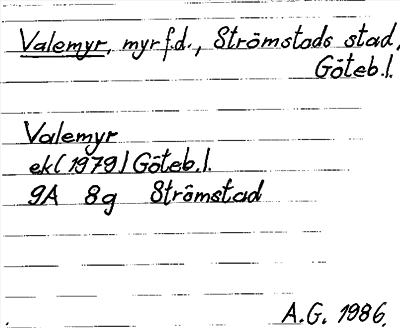 Valemyr, myr f.d., Strömstads stad,
Göteb.l.
Valemyr
ek (1979) Göteb.l.
9A 8g Strömstad
A.G. 1986.